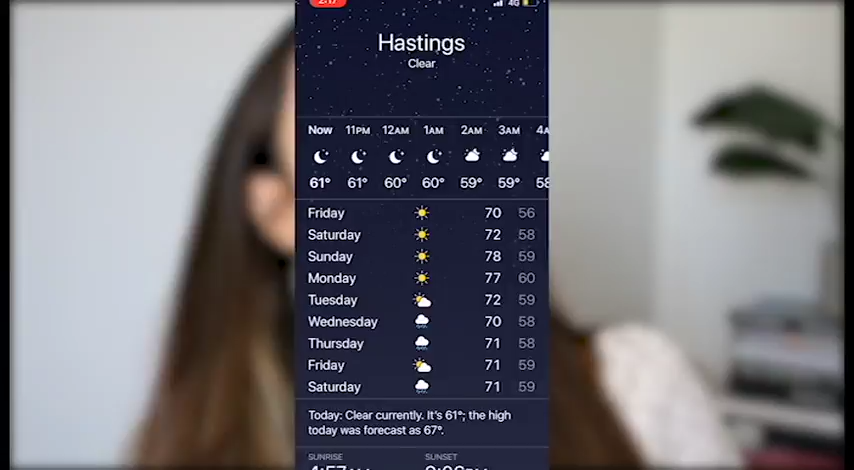 4G
Hastings
Clear
Now 11PM 12AM 1AM 2AM 3AM
61° 61° 60° 60° 59° 59° 58
Friday 70 56
Saturday 72 58
Sunday 78 59
Monday 77 60
Tuesday 72 59
Wednesday 70 58
Thursday 71 58
Friday 71 59
Saturday 71 59
Today: Clear currently. It's 61°; the high
today was forecast as 67°.
SUNRISE SUNSET